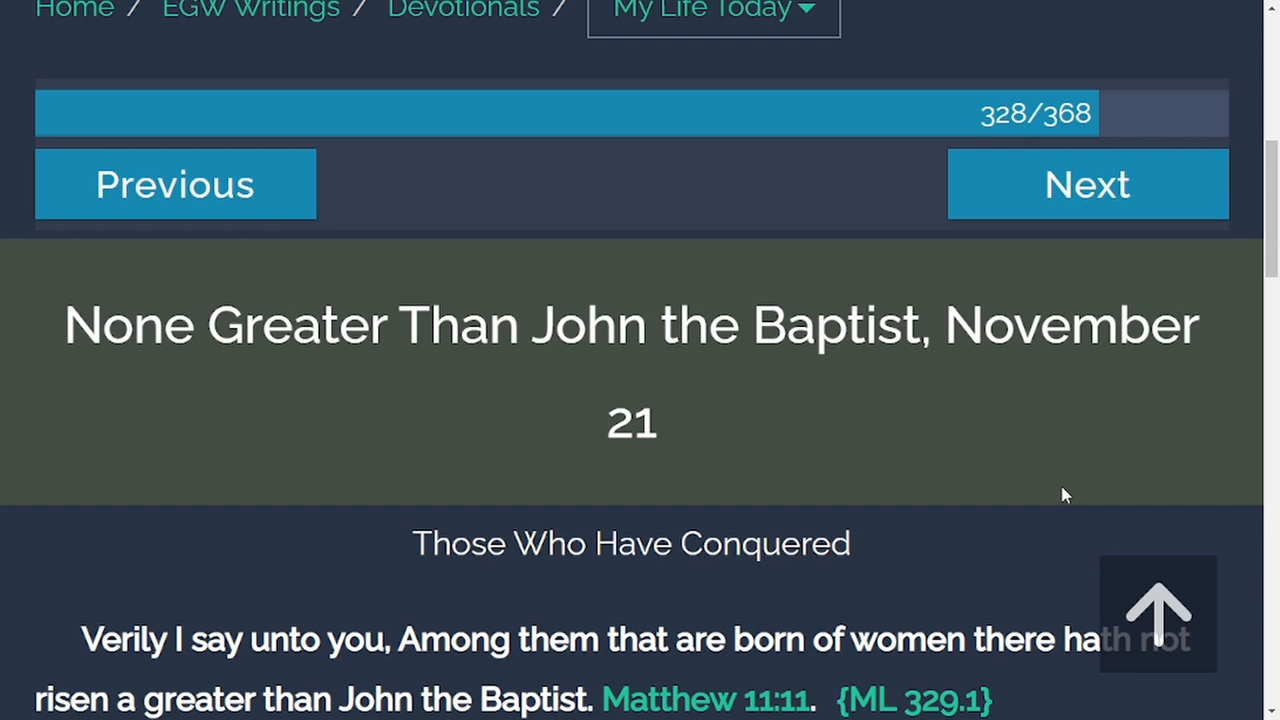 Home / EGW Writings / Devotionals / My Life Today
328/368
Previous Next
None Greater Than John the Baptist, November
21
Those Who Have Conquered
Verily I say unto you, Among them that are born of women there hath not
risen a greater than John the Baptist. Matthew 11:11. {ML 329.1}